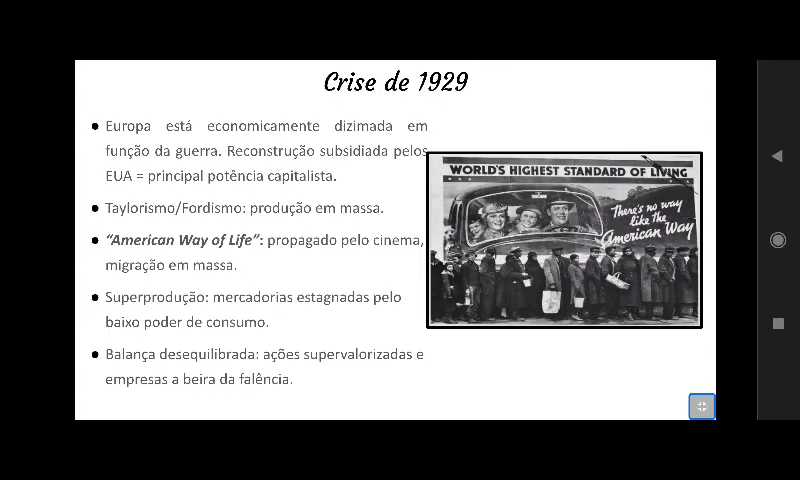 Crise de 1929
● Europa está economicamente dizimada em
função da guerra. Reconstrução subsidiada pelos
EUA = principal potência capitalista.
● Taylorismo/Fordismo: produção em massa.
● “American Way of Life”: propagado pelo cinema,
migração em massa.
● Superprodução: mercadorias estagnadas pelo
baixo poder de consumo.
● Balança desequilibrada: ações supervalorizadas e
empresas a beira da falência.
WORLD'S HIGHEST STANDARD OF LIVING
There's no way
like the
American Way